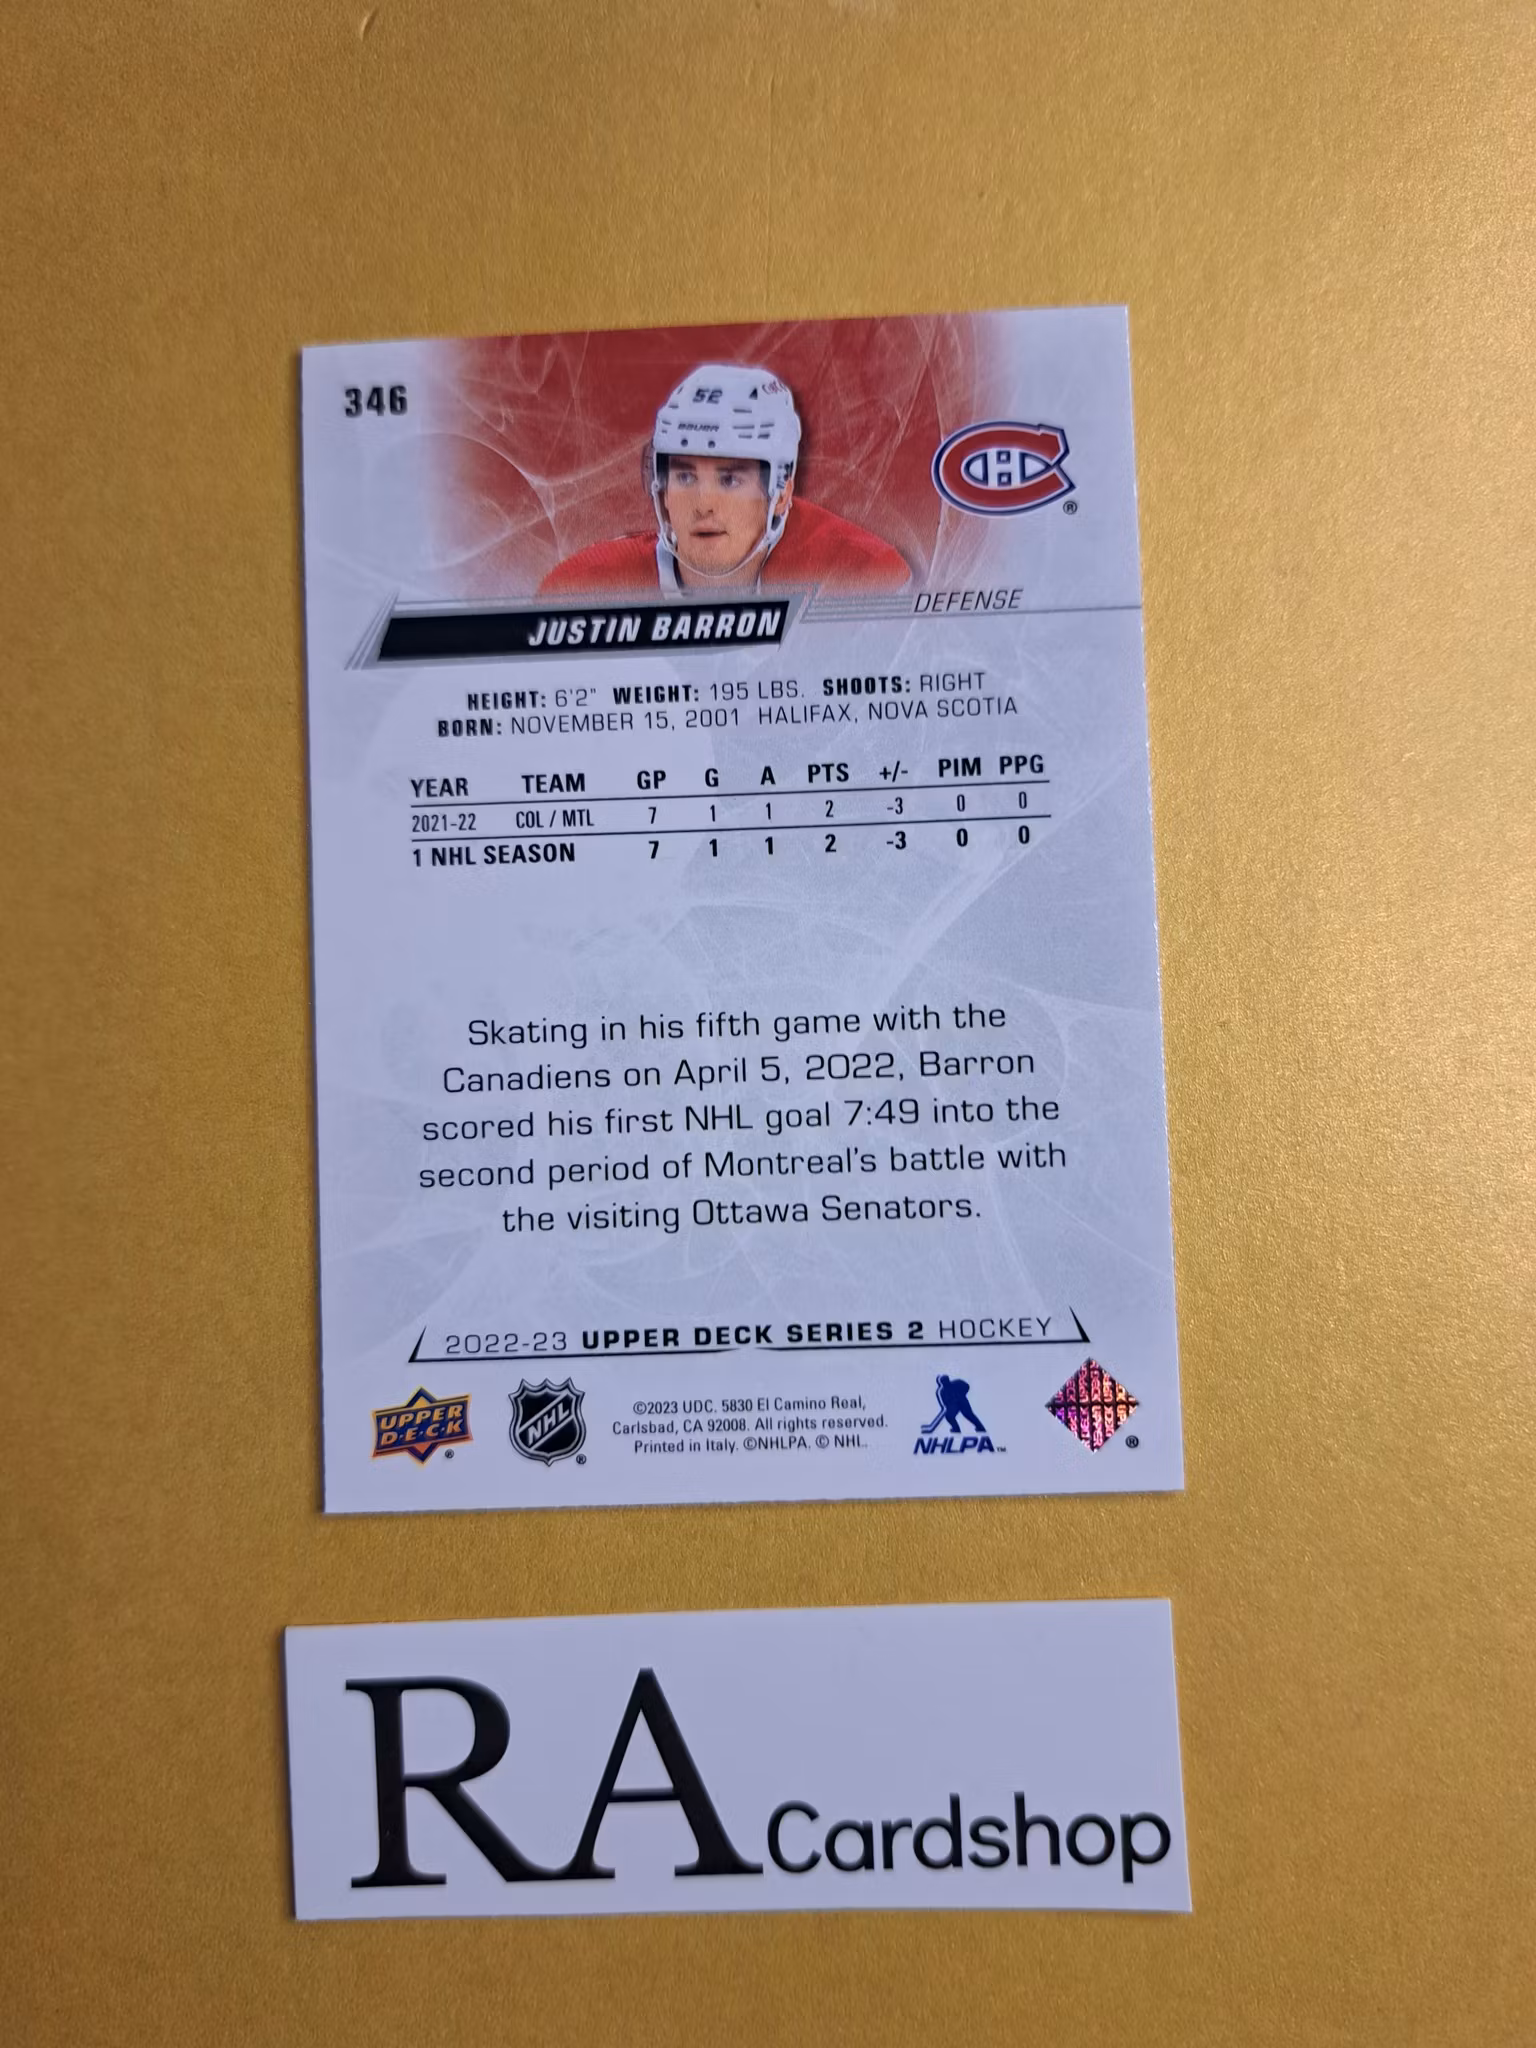 346
52
BAUER
DEFENSE
JUSTIN BARRON
HEIGHT: 6'2" WEIGHT: 195 LBS. SHOOTS: RIGHT
BORN: NOVEMBER 15, 2001 HALIFAX, NOVA SCOTIA
YEAR TEAM GP G A PTS +/- PIM PPG
2021-22 COL / MTL 7 1 1 2 -3 0 0
1 NHL SEASON 7 1 1 2 -3 0 0
Skating in his fifth game with the
Canadiens on April 5, 2022, Barron
scored his first NHL goal 7:49 into the
second period of Montreal's battle with
the visiting Ottawa Senators.
2022-23 UPPER DECK SERIES 2 HOCKEY
UPPER
D·E·C·K ®
NHL ®
©2023 UDC. 5830 El Camino Real,
Carlsbad, CA 92008. All rights reserved.
Printed in Italy. ©NHLPA. © NHL.
NHLPA™
®
RA Cardshop